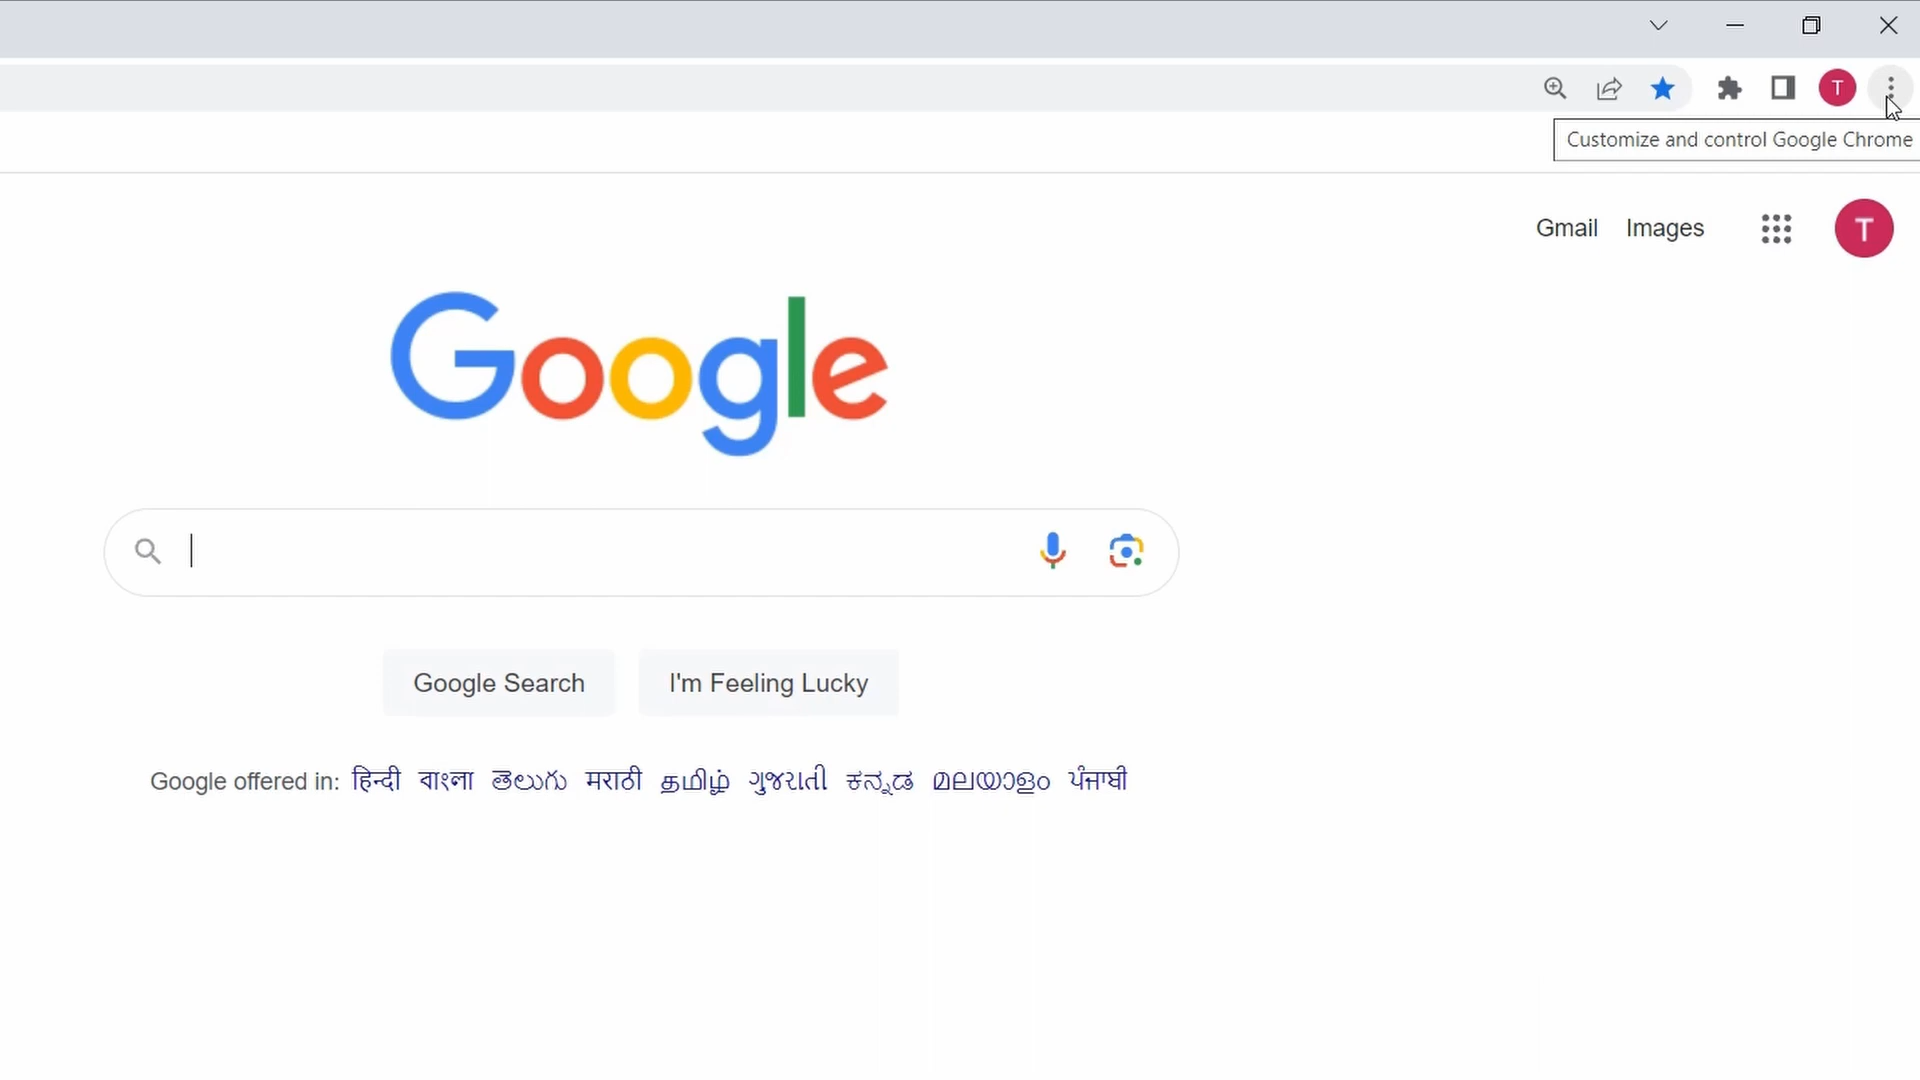 T
Customize and control Google Chrome
Gmail Images T
Google
Google Search I'm Feeling Lucky
Google offered in: हिन्दी বাংলা తెలుగు मराठी தமிழ் ગુજરાતી ಕನ್ನಡ മലയാളം ਪੰਜਾਬੀ